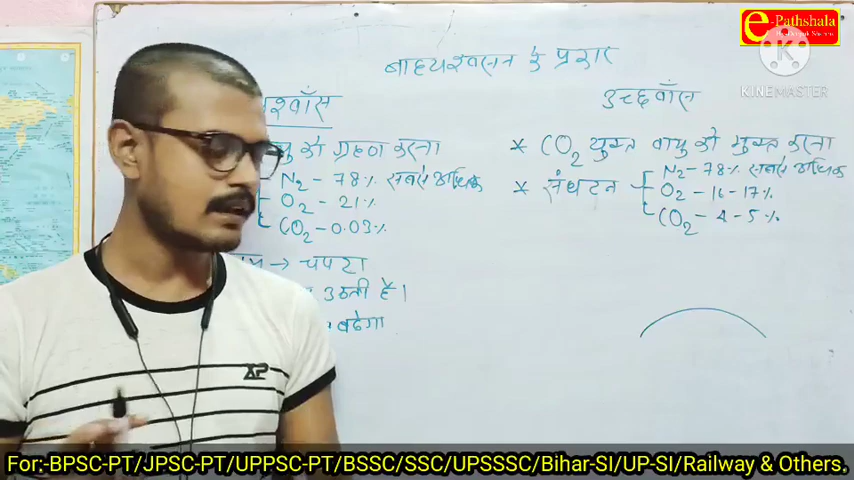 e-Pathshala
KINEMASTER
बाह्यश्वसन के प्रकार
श्वाँस
उच्छवाँस
को ग्रहण करना
* CO2 युक्त वायु को मुक्त करना
N2 - 78% सबसे अधिक
O2 - 21%
CO2 - 0.03%
* संघटन
N2 - 78% सबसे अधिक
O2 - 16-17%
CO2 - 4-5%
→ चपटा
उठती है।
बढेगा
XP
For:-BPSC-PT/JPSC-PT/UPPSC-PT/BSSC/SSC/UPSSSC/Bihar-SI/UP-SI/Railway & Others.